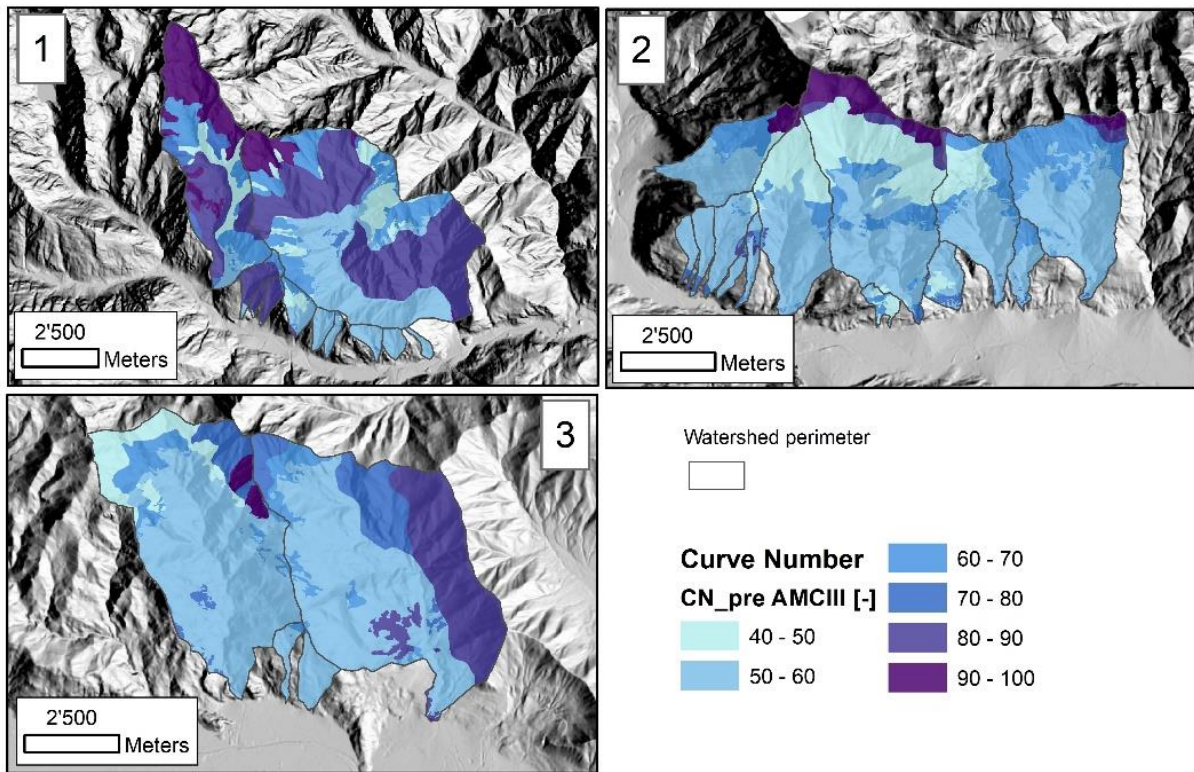 1
2'500
Meters
2
2'500
Meters
3
2'500
Meters
Watershed perimeter
Curve Number
CN_pre AMCIII [-]
40 - 50
50 - 60
60 - 70
70 - 80
80 - 90
90 - 100